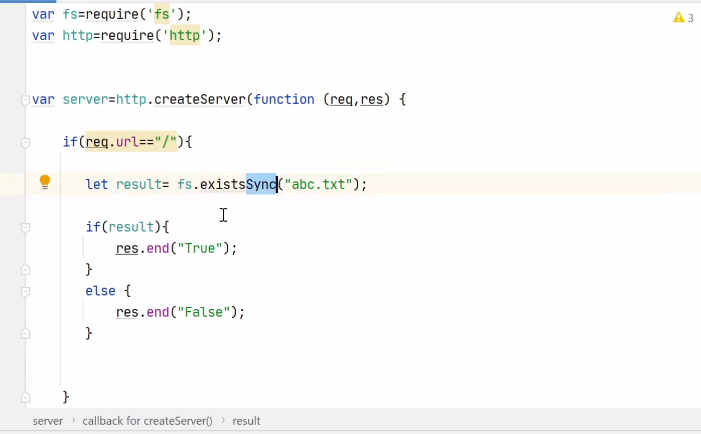 var fs=require('fs');
3
var http=require('http');
var server=http.createServer(function (req,res) {
if(req.url=="/"){
let result= fs.existsSync("abc.txt");
if(result){
res.end("True");
}
else {
res.end("False");
}
}
server › callback for createServer() › result